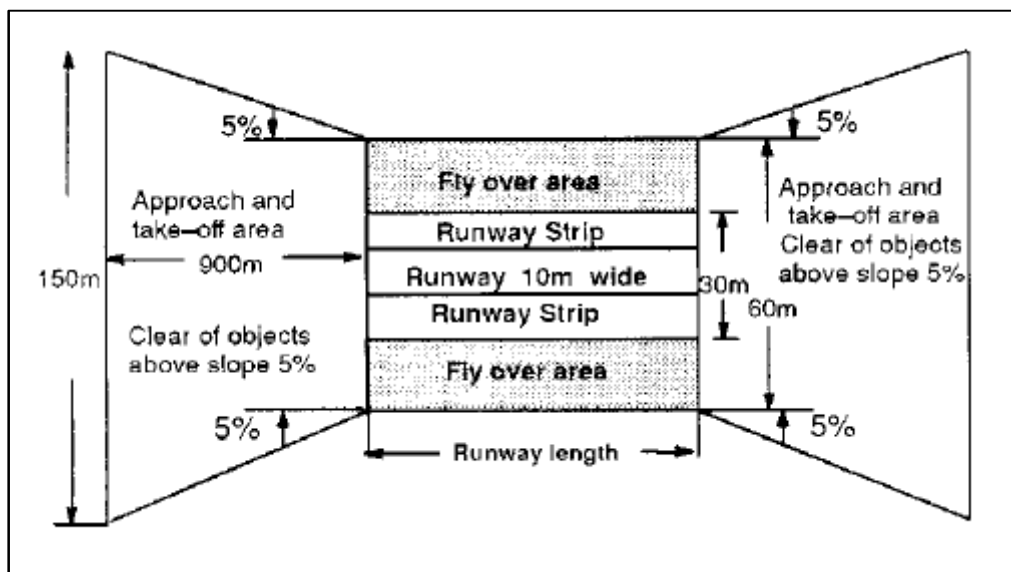 5%
5%
Fly over area
Approach and
take–off area
900m
150m
Runway Strip
Runway 10m wide
Runway Strip
30m
60m
Approach and
take–off area
Clear of objects
above slope 5%
Clear of objects
above slope 5%
Fly over area
5%
5%
Runway length